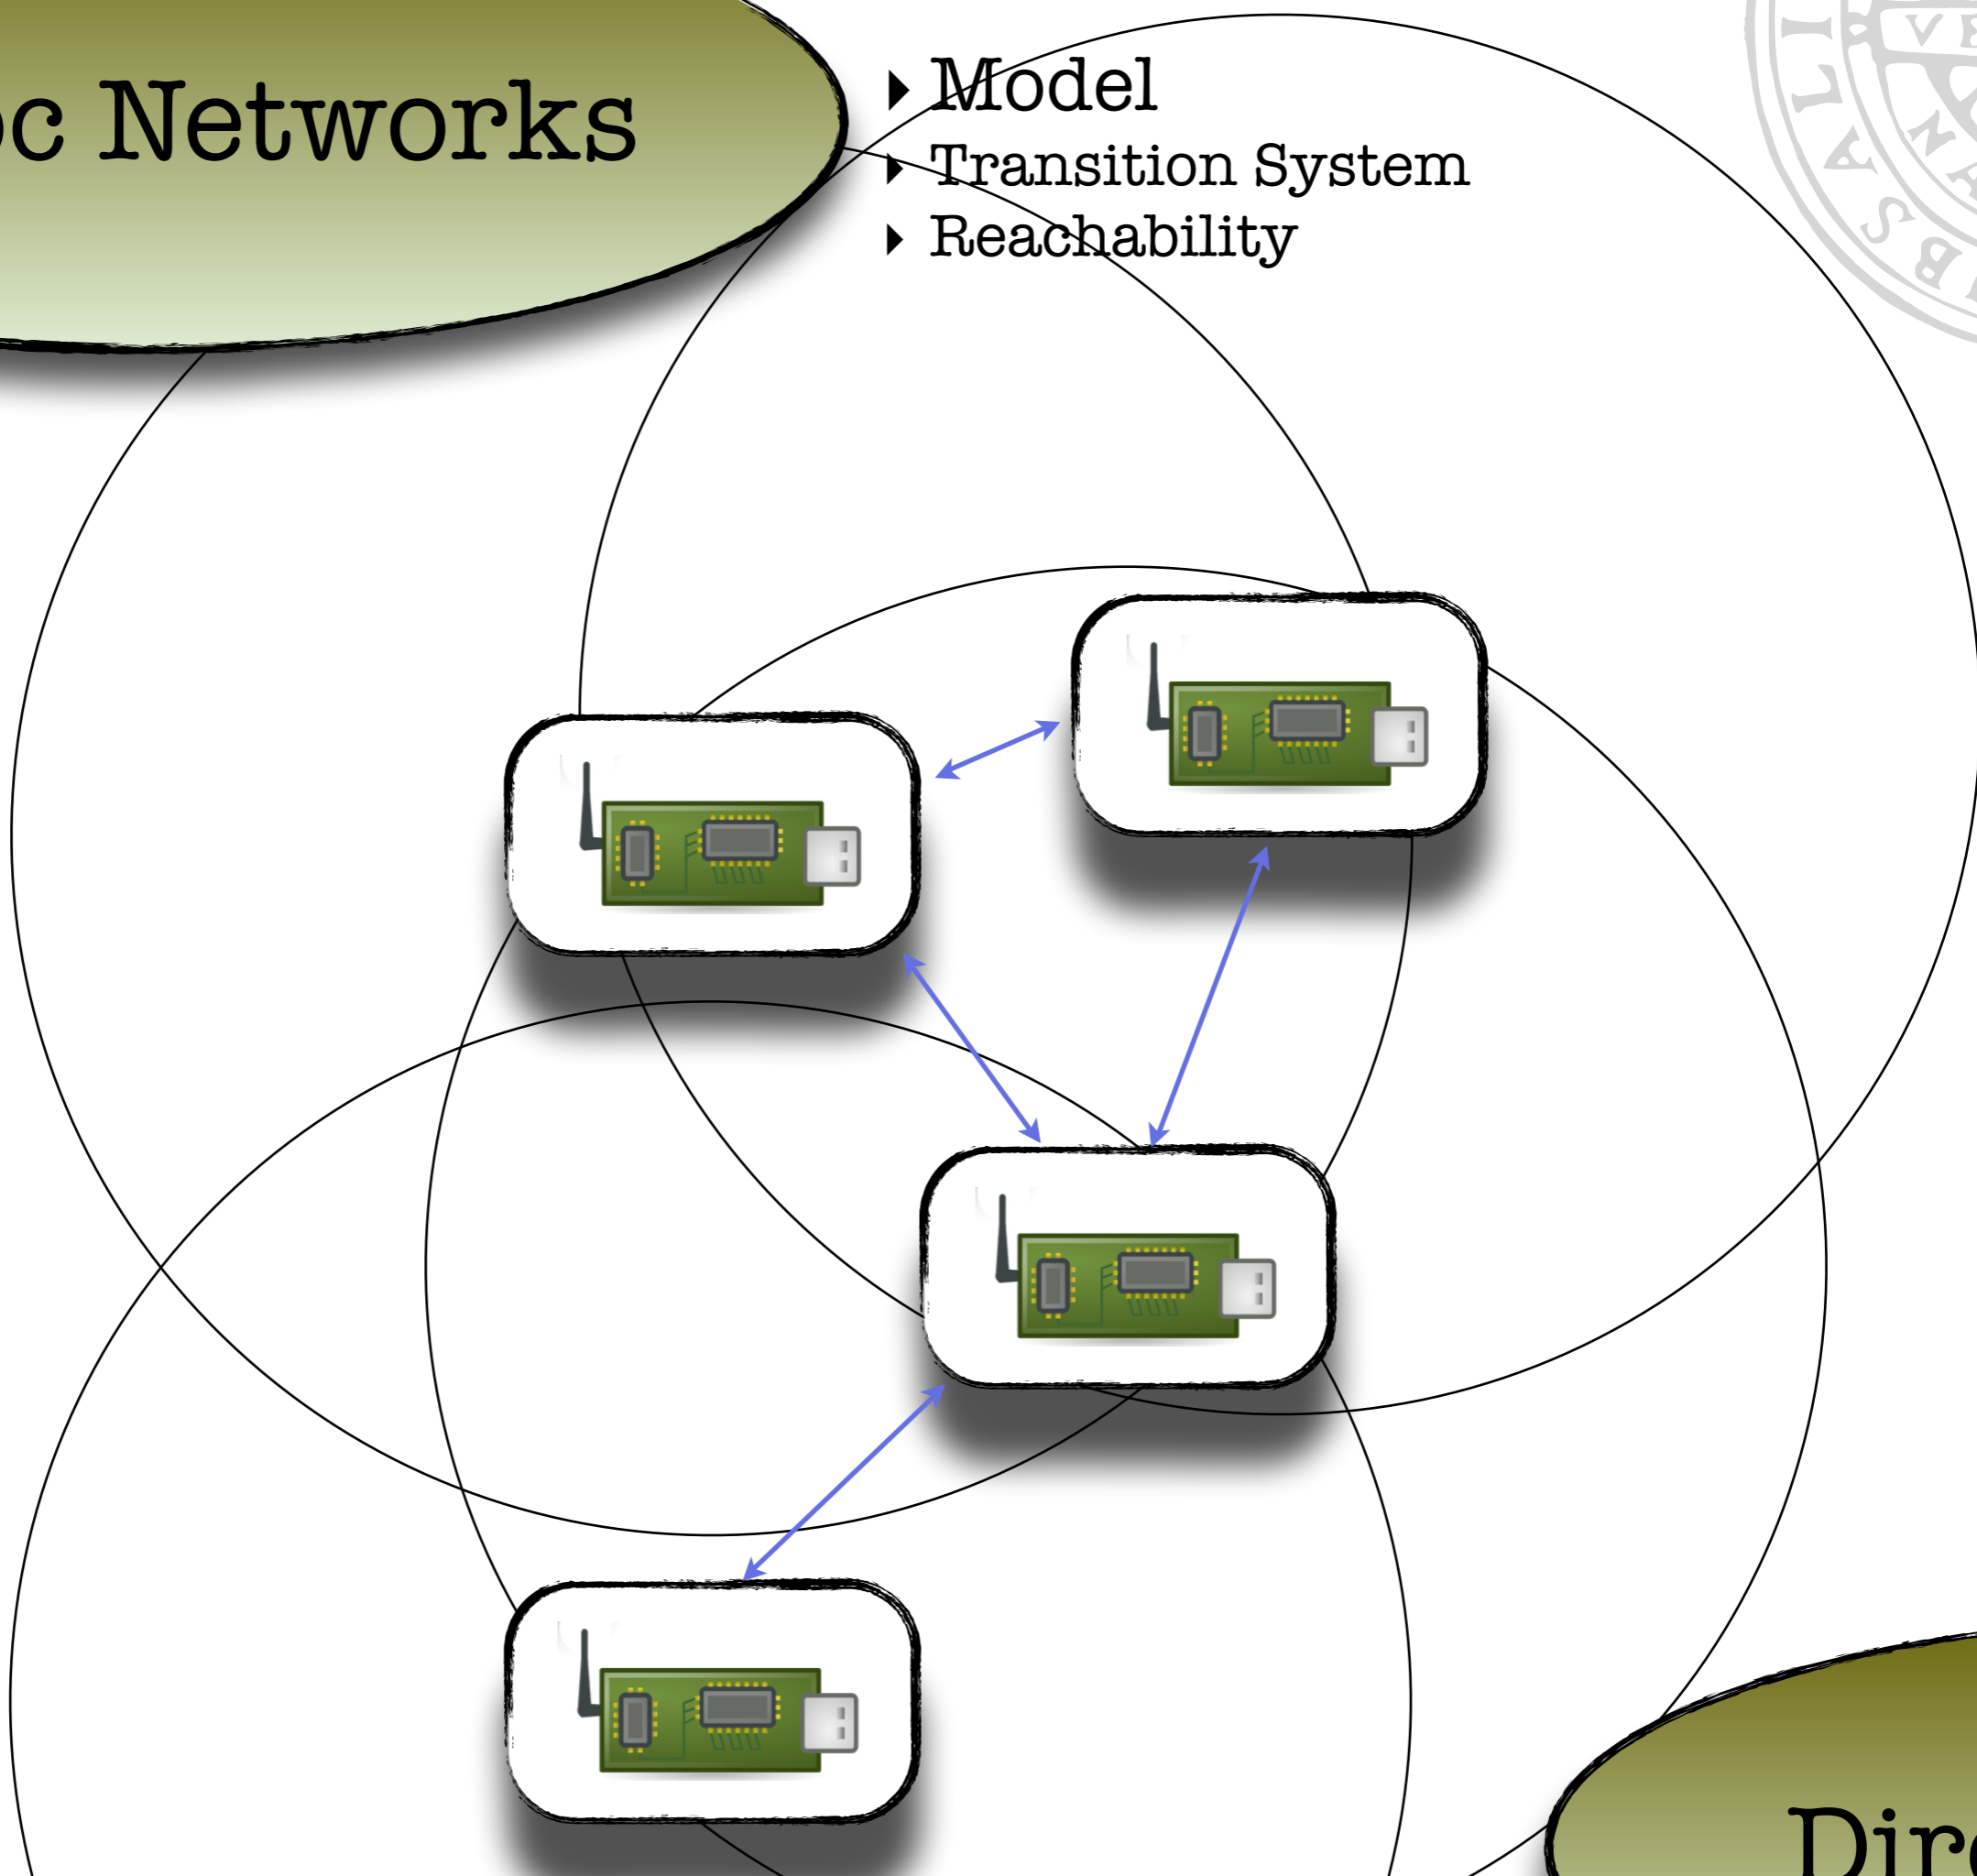 c Networks
▸ Model
▸ Transition System
▸ Reachability
Dir